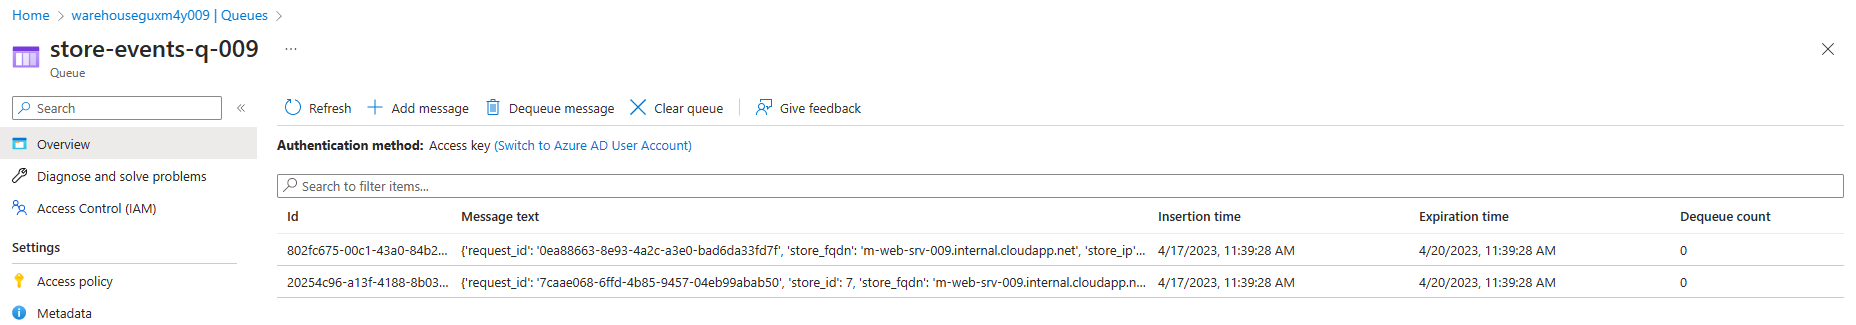 Home > warehouseguxm4y009 | Queues >
store-events-q-009 ...
Queue
Search «
Refresh Add message Dequeue message Clear queue Give feedback
Overview
Authentication method: Access key (Switch to Azure AD User Account)
Diagnose and solve problems
Search to filter items...
Access Control (IAM)
Id Message text Insertion time Expiration time Dequeue count
Settings
802fc675-00c1-43a0-84b2... {'request_id': '0ea88663-8e93-4a2c-a3e0-bad6da33fd7f', 'store_fqdn': 'm-web-srv-009.internal.cloudapp.net', 'store_ip'... 4/17/2023, 11:39:28 AM 4/20/2023, 11:39:28 AM 0
Access policy
20254c96-a13f-4188-8b03... {'request_id': '7caae068-6ffd-4b85-9457-04eb99abab50', 'store_id': 7, 'store_fqdn': 'm-web-srv-009.internal.cloudapp.n... 4/17/2023, 11:39:28 AM 4/20/2023, 11:39:28 AM 0
Metadata